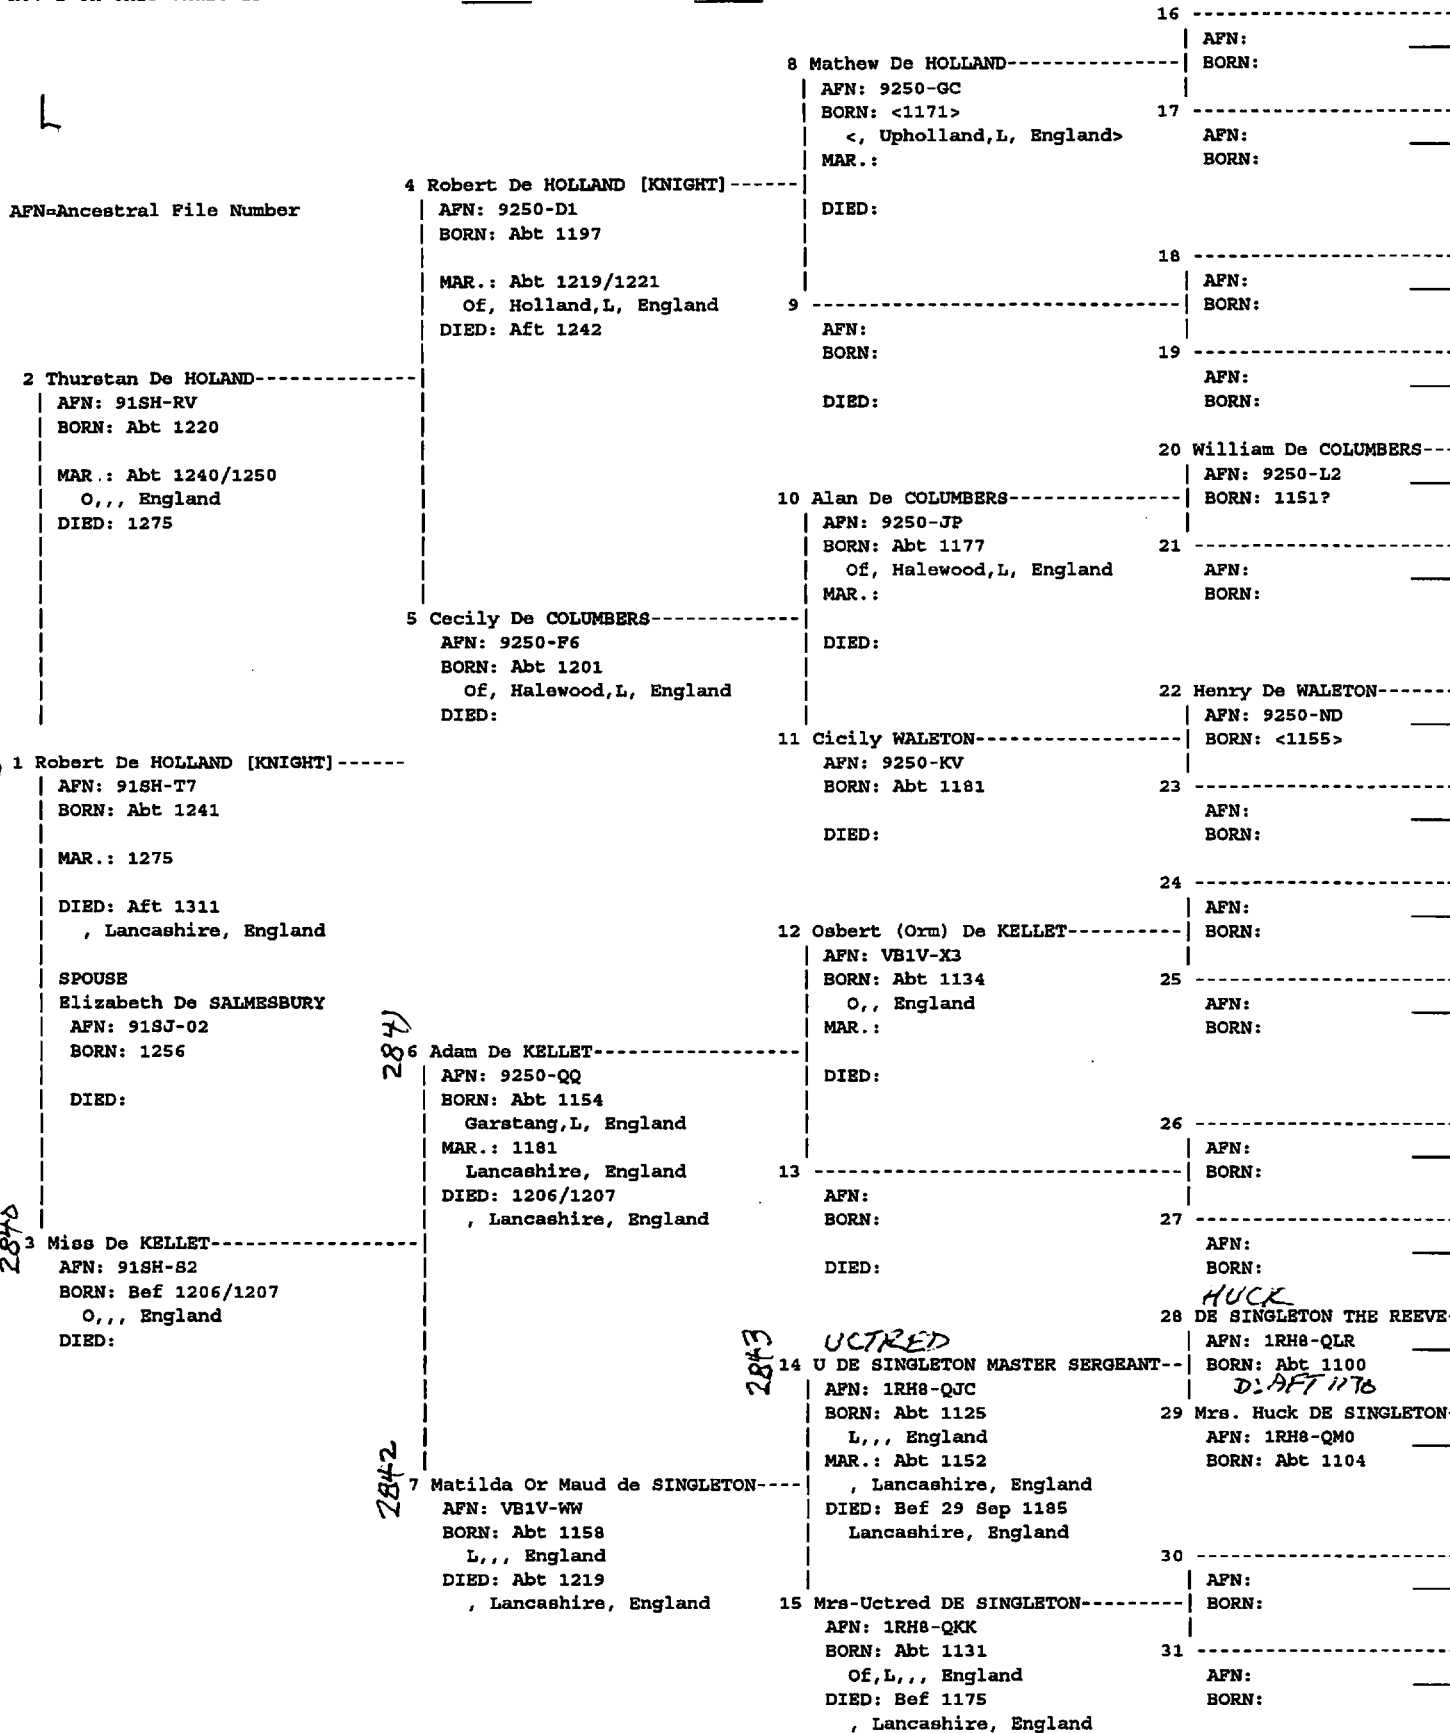 L
AFN=Ancestral File Number
2 Thurstan De HOLAND
AFN: 91SH-RV
BORN: Abt 1220
MAR.: Abt 1240/1250
O,,, England
DIED: 1275
1 Robert De HOLLAND [KNIGHT]
AFN: 91SH-T7
BORN: Abt 1241
MAR.: 1275
DIED: Aft 1311
, Lancashire, England
SPOUSE
Elizabeth De SALMESBURY
AFN: 91SJ-02
BORN: 1256
DIED:
2840
3 Miss De KELLET
AFN: 91SH-S2
BORN: Bef 1206/1207
O,,, England
DIED:
4 Robert De HOLLAND [KNIGHT]
AFN: 9250-D1
BORN: Abt 1197
MAR.: Abt 1219/1221
Of, Holland,L, England
DIED: Aft 1242
5 Cecily De COLUMBERS
AFN: 9250-F6
BORN: Abt 1201
Of, Halewood,L, England
DIED:
2841
6 Adam De KELLET
AFN: 9250-QQ
BORN: Abt 1154
Garstang,L, England
MAR.: 1181
Lancashire, England
DIED: 1206/1207
, Lancashire, England
2842
7 Matilda Or Maud de SINGLETON
AFN: VB1V-WW
BORN: Abt 1158
L,,, England
DIED: Abt 1219
, Lancashire, England
8 Mathew De HOLLAND
AFN: 9250-GC
BORN: <1171>
<, Upholland,L, England>
MAR.:
DIED:
9
AFN:
BORN:
DIED:
10 Alan De COLUMBERS
AFN: 9250-JP
BORN: Abt 1177
Of, Halewood,L, England
MAR.:
DIED:
11 Cicily WALETON
AFN: 9250-KV
BORN: Abt 1181
DIED:
12 Osbert (Orm) De KELLET
AFN: VB1V-X3
BORN: Abt 1134
O,, England
MAR.:
DIED:
13
AFN:
BORN:
DIED:
2843
UCTRED
14 U DE SINGLETON MASTER SERGEANT
AFN: 1RH8-QJC
BORN: Abt 1125
L,,, England
MAR.: Abt 1152
, Lancashire, England
DIED: Bef 29 Sep 1185
Lancashire, England
15 Mrs-Uctred DE SINGLETON
AFN: 1RH8-QKK
BORN: Abt 1131
Of,L,,, England
DIED: Bef 1175
, Lancashire, England
16
AFN:
BORN:
17
AFN:
BORN:
18
AFN:
BORN:
19
AFN:
BORN:
20 William De COLUMBERS
AFN: 9250-L2
BORN: 1151?
21
AFN:
BORN:
22 Henry De WALETON
AFN: 9250-ND
BORN: <1155>
23
AFN:
BORN:
24
AFN:
BORN:
25
AFN:
BORN:
26
AFN:
BORN:
27
AFN:
BORN:
HUCK
28 DE SINGLETON THE REEVE
AFN: 1RH8-QLR
BORN: Abt 1100
D: AFT
29 Mrs. Huck DE SINGLETON
AFN: 1RH8-QM0
BORN: Abt 1104
30
AFN:
BORN:
31
AFN:
BORN: